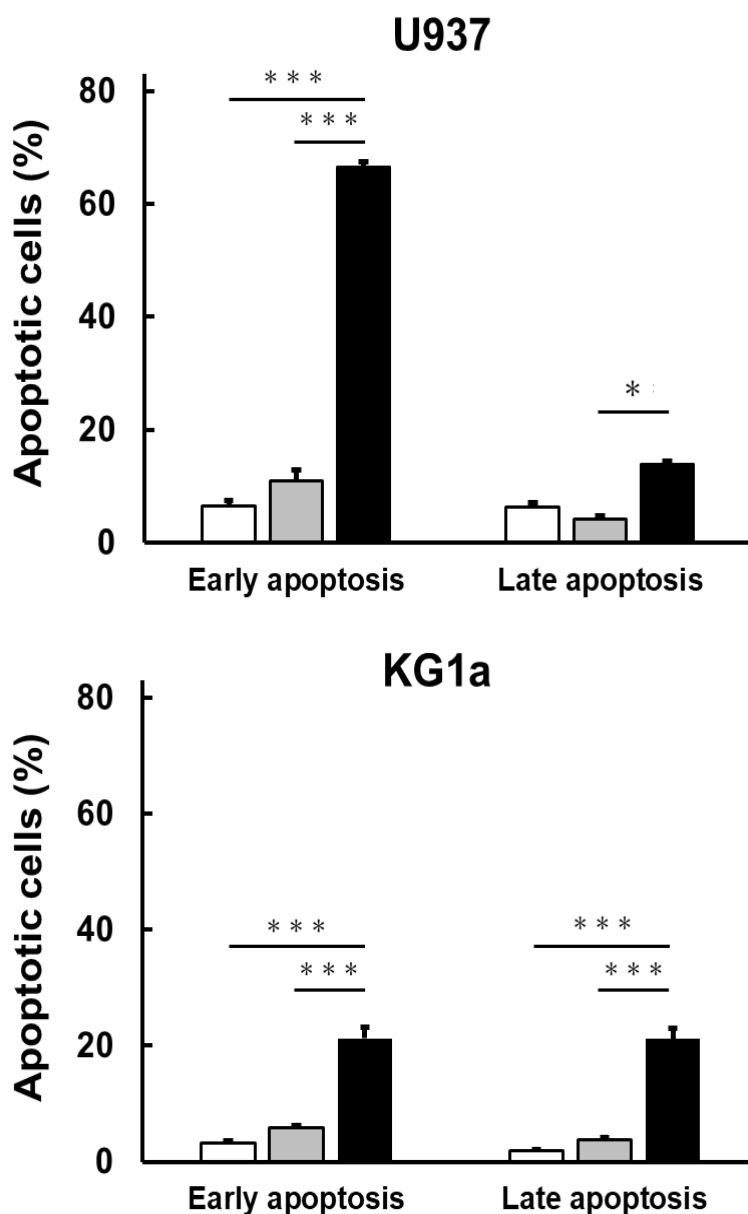 U937
Apoptotic cells (%)
80
60
40
20
0
***
***
*
Early apoptosis Late apoptosis
KG1a
Apoptotic cells (%)
80
60
40
20
0
*** ***
*** ***
Early apoptosis Late apoptosis